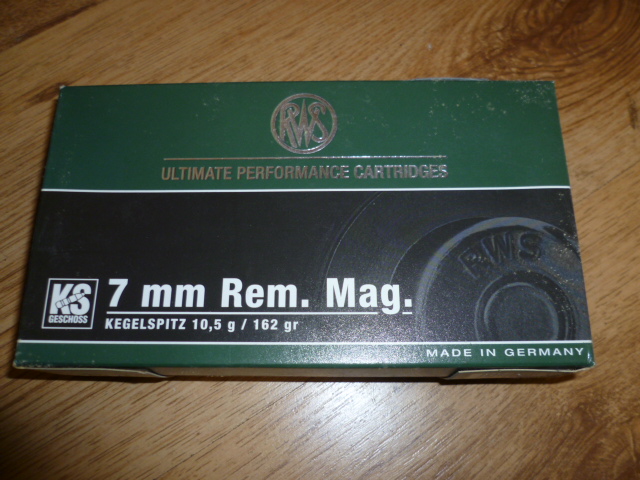 RWS
ULTIMATE PERFORMANCE CARTRIDGES
RWS
KS
GESCHOSS
7 mm Rem. Mag.
KEGELSPITZ 10,5 g / 162 gr
MADE IN GERMANY